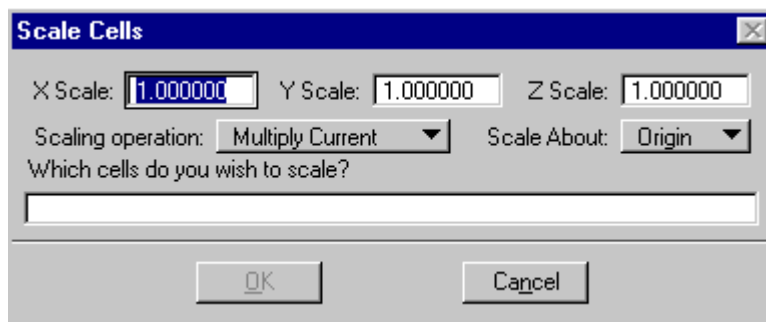 Scale Cells
X Scale: 1.000000 Y Scale: 1.000000 Z Scale: 1.000000
Scaling operation: Multiply Current Scale About: Origin
Which cells do you wish to scale?
OK Cancel